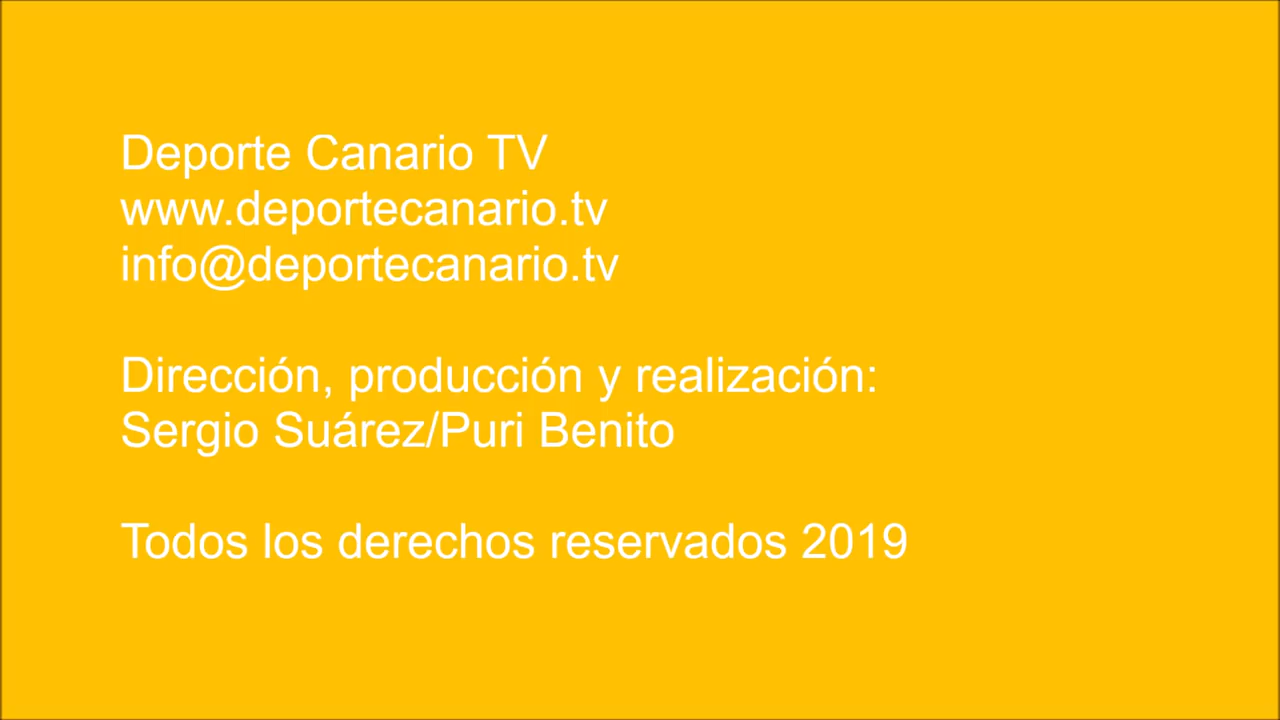 Deporte Canario TV
www.deportecanario.tv
info@deportecanario.tv
Dirección, producción y realización:
Sergio Suárez/Puri Benito
Todos los derechos reservados 2019